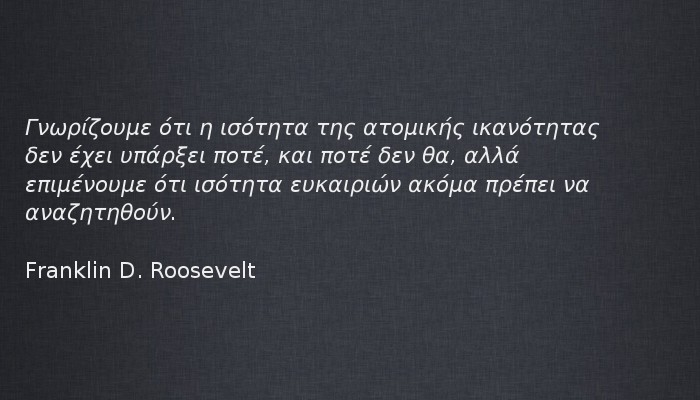 Γνωρίζουμε ότι η ισότητα της ατομικής ικανότητας
δεν έχει υπάρξει ποτέ, και ποτέ δεν θα, αλλά
επιμένουμε ότι ισότητα ευκαιριών ακόμα πρέπει να
αναζητηθούν.
Franklin D. Roosevelt